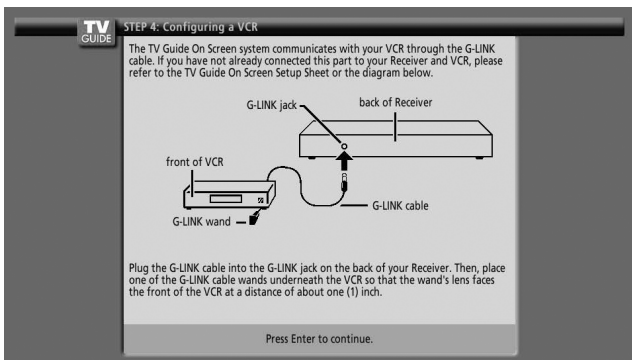 TV
GUIDE
STEP 4: Configuring a VCR
The TV Guide On Screen system communicates with your VCR through the G-LINK
cable. If you have not already connected this part to your Receiver and VCR, please
refer to the TV Guide On Screen Setup Sheet or the diagram below.
G-LINK jack
back of Receiver
front of VCR
G-LINK cable
G-LINK wand
Plug the G-LINK cable into the G-LINK jack on the back of your Receiver. Then, place
one of the G-LINK cable wands underneath the VCR so that the wand's lens faces
the front of the VCR at a distance of about one (1) inch.
Press Enter to continue.